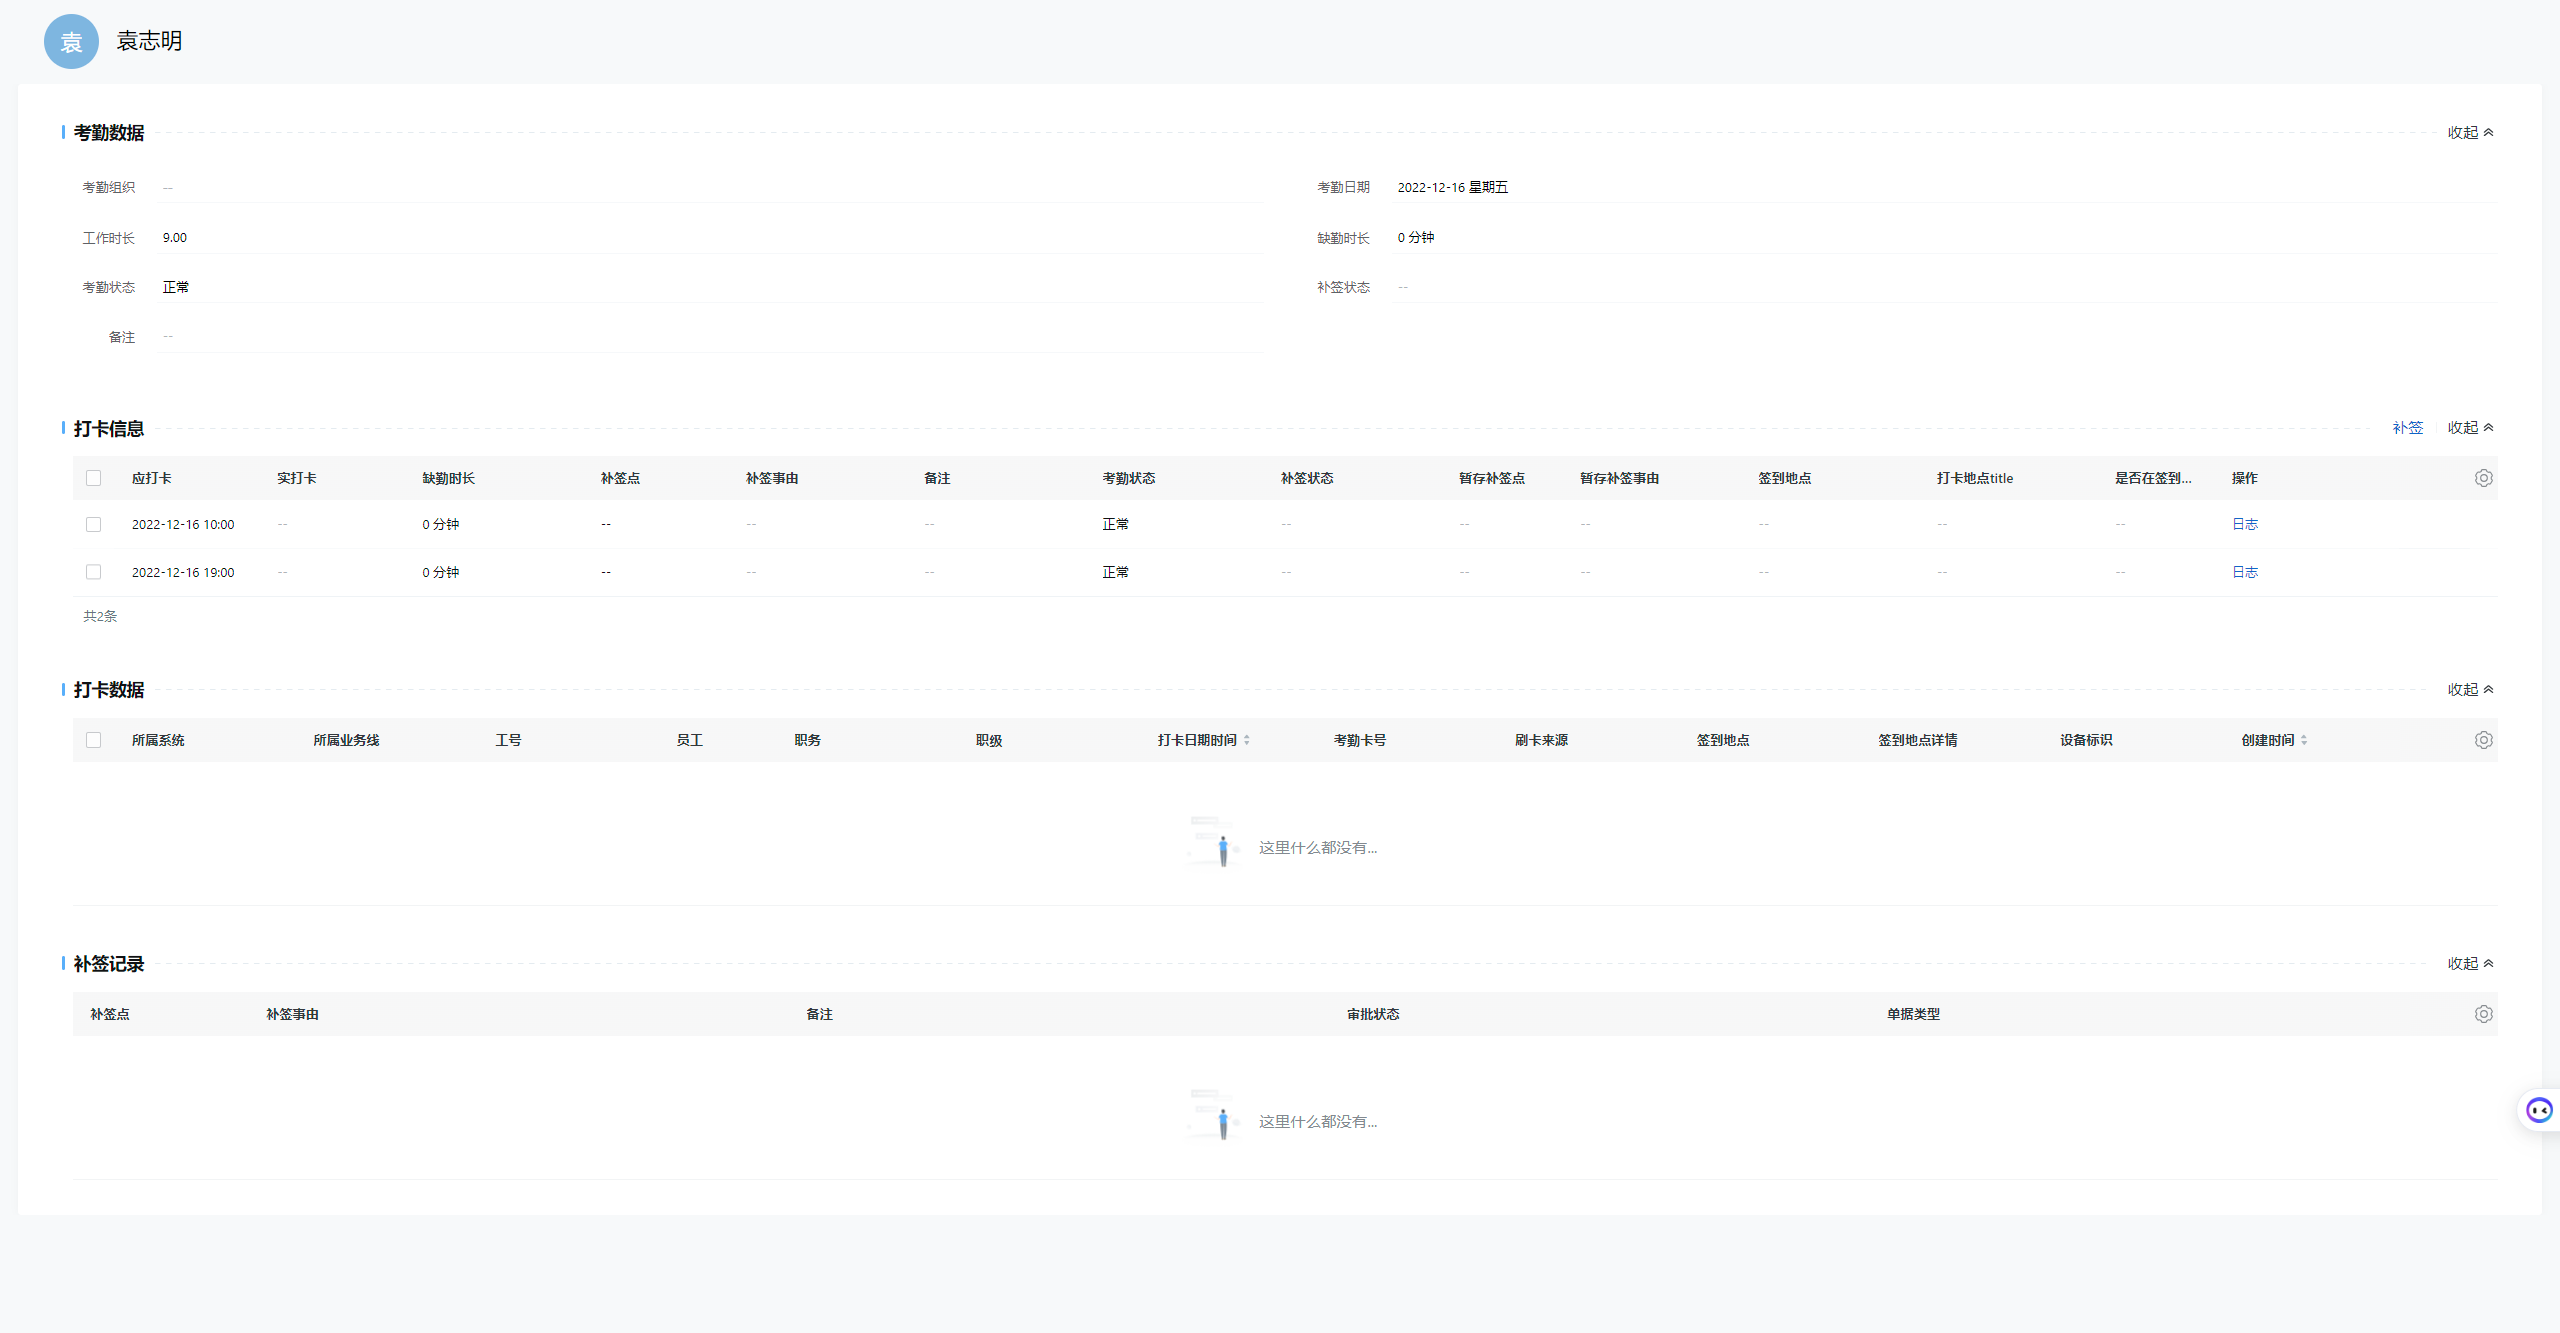 袁 袁志明
考勤数据 收起
考勤组织 -- 考勤日期 2022-12-16 星期五
工作时长 9.00 缺勤时长 0 分钟
考勤状态 正常 补签状态 --
备注 --
打卡信息 补签 收起
应打卡 实打卡 缺勤时长 补签点 补签事由 备注 考勤状态 补签状态 暂存补签点 暂存补签事由 签到地点 打卡地点title 是否在签到... 操作
2022-12-16 10:00 -- 0 分钟 -- -- -- 正常 -- -- -- -- -- -- 日志
2022-12-16 19:00 -- 0 分钟 -- -- -- 正常 -- -- -- -- -- -- 日志
共2条
打卡数据 收起
所属系统 所属业务线 工号 员工 职务 职级 打卡日期时间 考勤卡号 刷卡来源 签到地点 签到地点详情 设备标识 创建时间
这里什么都没有...
补签记录 收起
补签点 补签事由 备注 审批状态 单据类型
这里什么都没有...